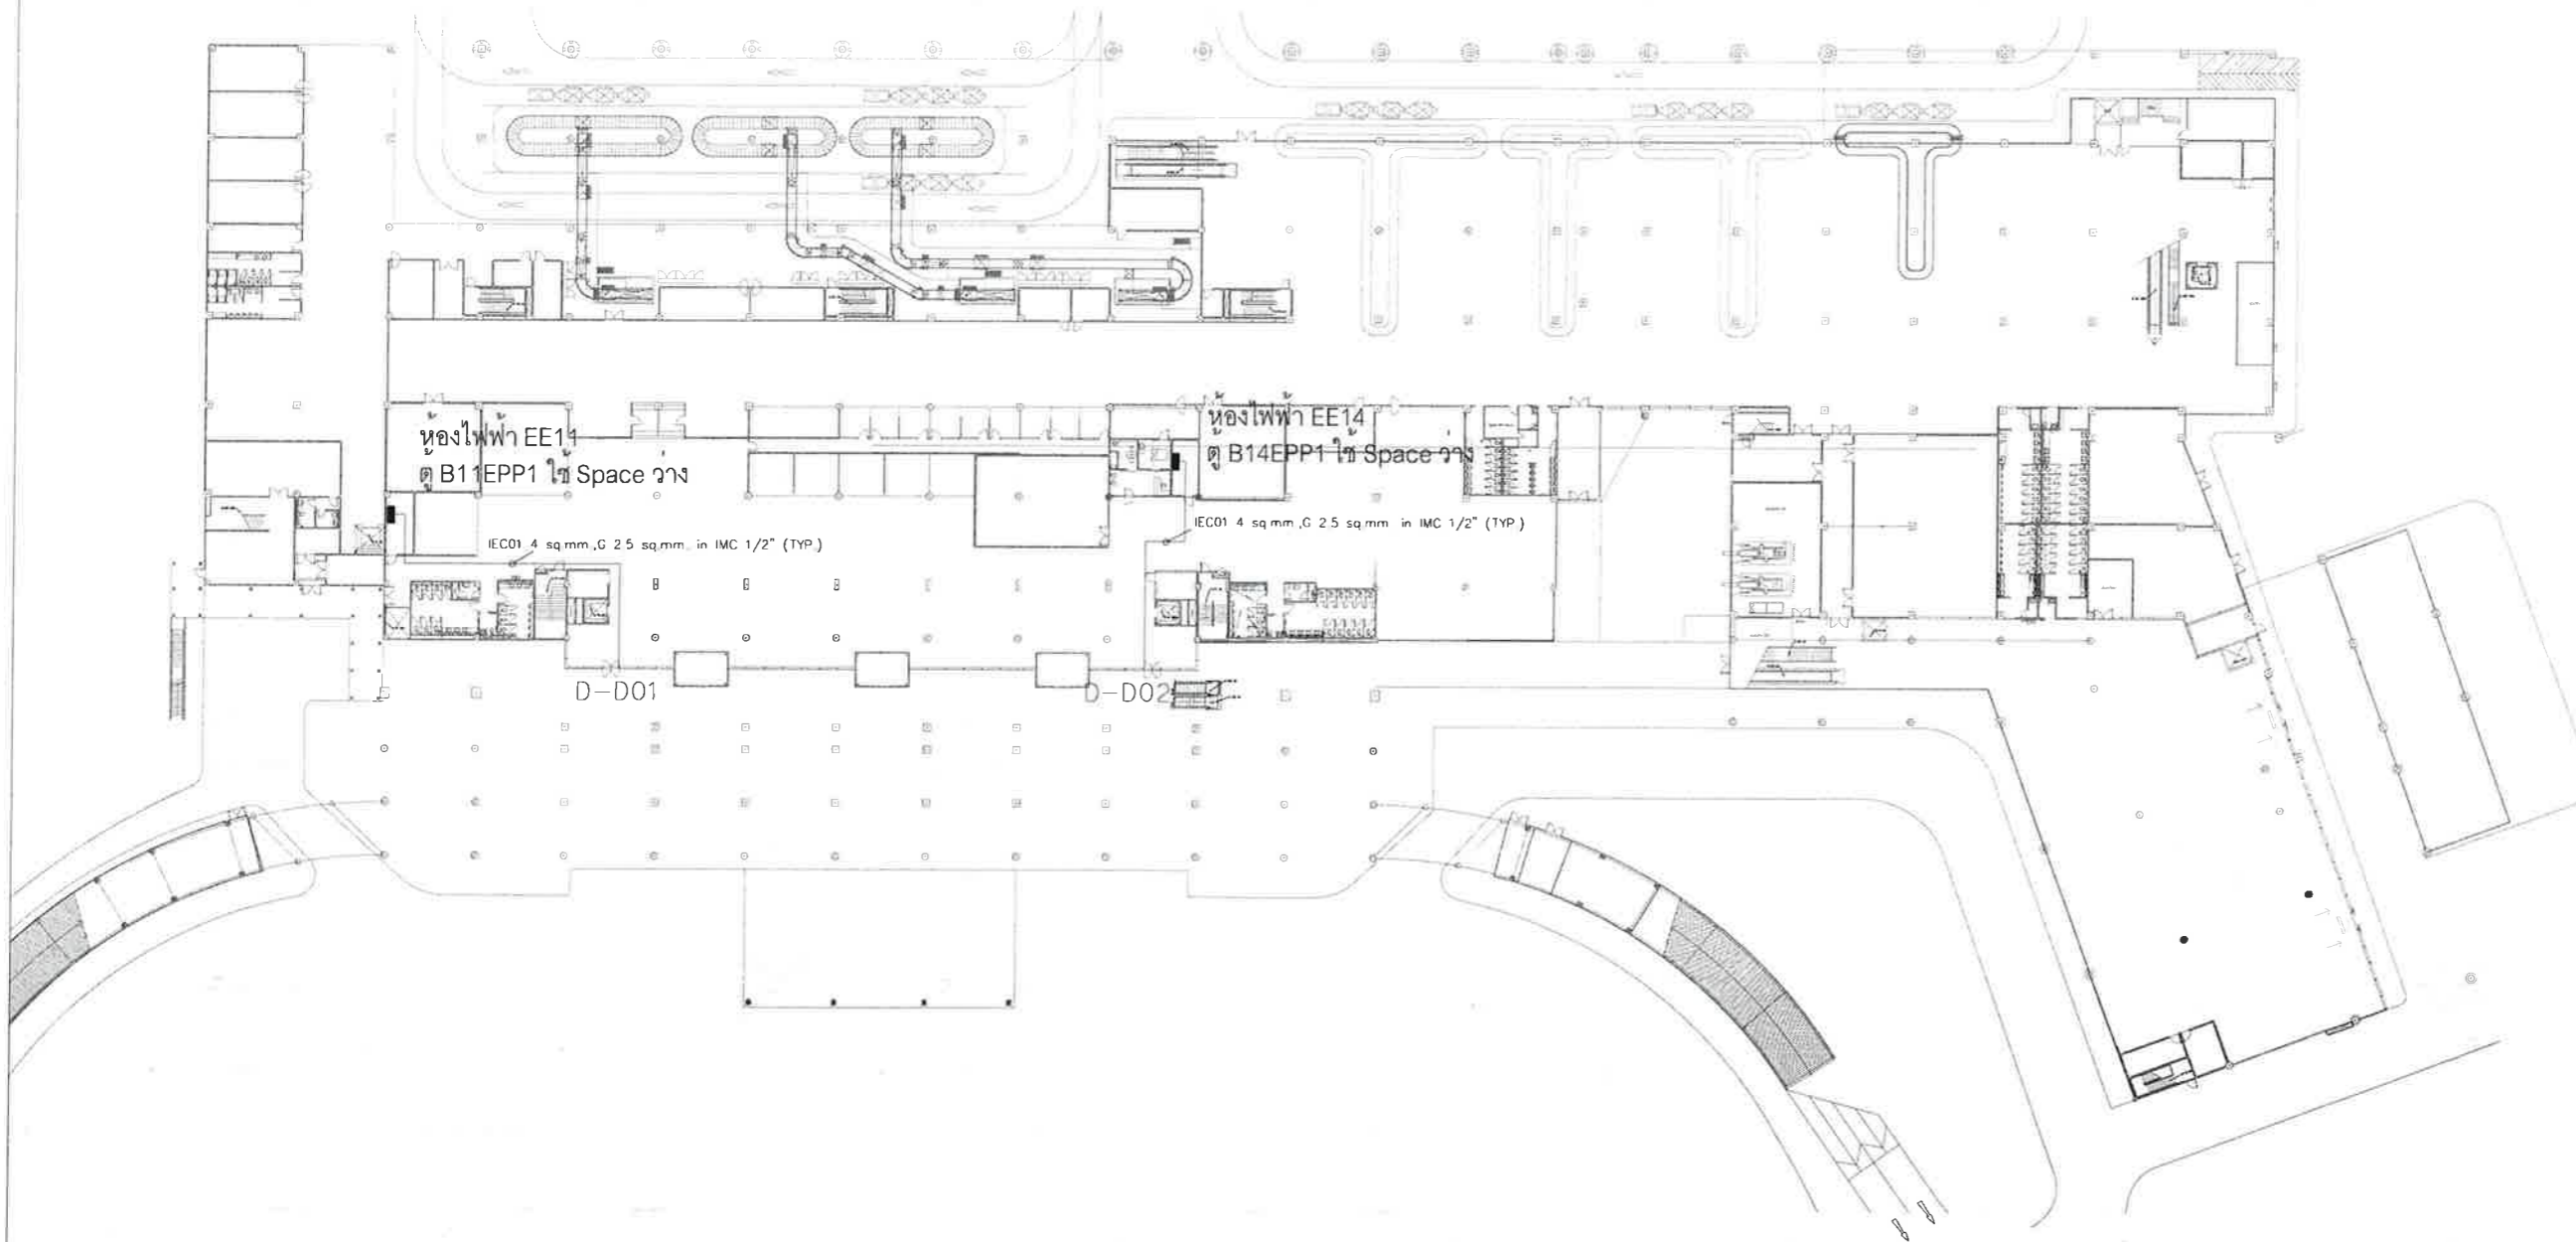 ห้องไฟฟ้า EE11
ตู้ B11EPP1 ใช้ Space ว่าง
ห้องไฟฟ้า EE14
ตู้ B14EPP1 ใช้ Space ว่าง
IEC01 4 sq.mm.,G 2.5 sq.mm. in IMC 1/2" (TYP.)
IEC01 4 sq.mm.,G 2.5 sq.mm. in IMC 1/2" (TYP.)
D-D01
D-D02